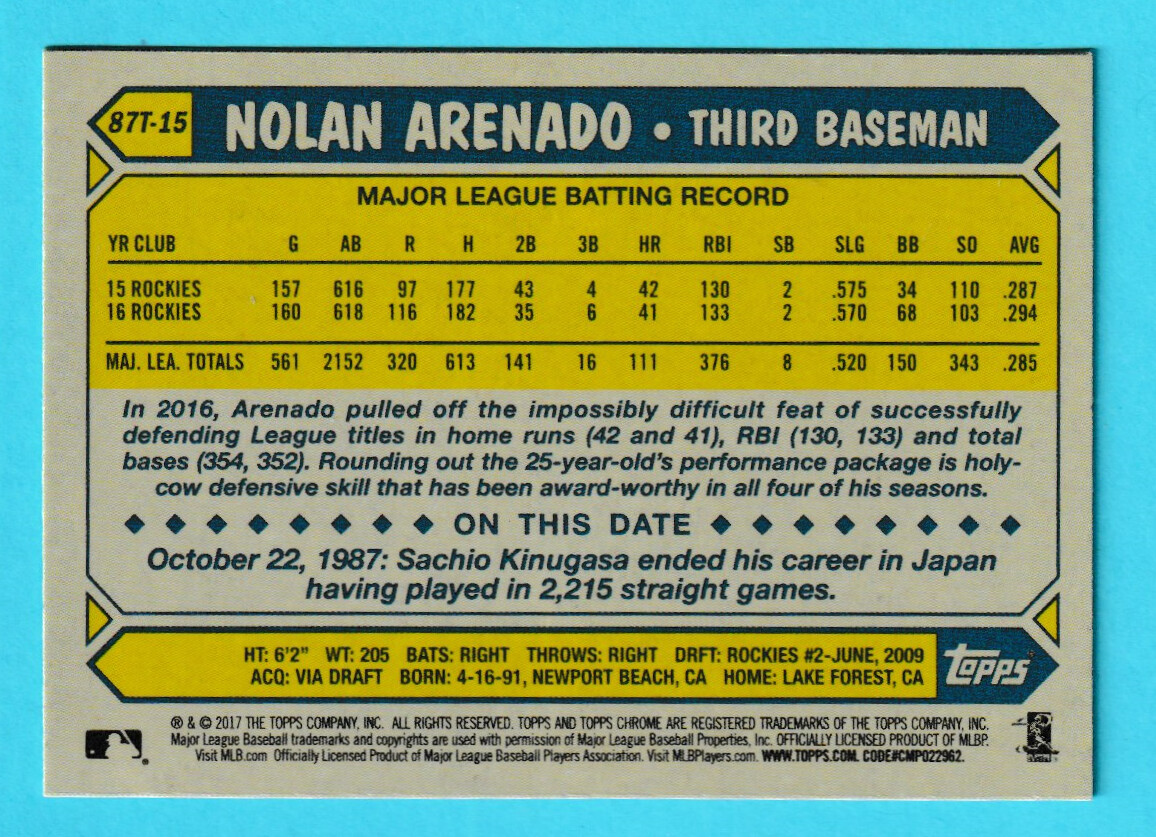 87T-15 NOLAN ARENADO • THIRD BASEMAN
MAJOR LEAGUE BATTING RECORD
YR CLUB G AB R H 2B 3B HR RBI SB SLG BB SO AVG
15 ROCKIES 157 616 97 177 43 4 42 130 2 .575 34 110 .287
16 ROCKIES 160 618 116 182 35 6 41 133 2 .570 68 103 .294
MAJ. LEA. TOTALS 561 2152 320 613 141 16 111 376 8 .520 150 343 .285
In 2016, Arenado pulled off the impossibly difficult feat of successfully
defending League titles in home runs (42 and 41), RBI (130, 133) and total
bases (354, 352). Rounding out the 25-year-old's performance package is holy-
cow defensive skill that has been award-worthy in all four of his seasons.
ON THIS DATE
October 22, 1987: Sachio Kinugasa ended his career in Japan
having played in 2,215 straight games.
HT: 6'2" WT: 205 BATS: RIGHT THROWS: RIGHT DRFT: ROCKIES #2-JUNE, 2009
ACQ: VIA DRAFT BORN: 4-16-91, NEWPORT BEACH, CA HOME: LAKE FOREST, CA
topps
® & © 2017 THE TOPPS COMPANY, INC. ALL RIGHTS RESERVED. TOPPS AND TOPPS CHROME ARE REGISTERED TRADEMARKS OF THE TOPPS COMPANY, INC.
Major League Baseball trademarks and copyrights are used with permission of Major League Baseball Properties, Inc. OFFICIALLY LICENSED PRODUCT OF MLBP.
Visit MLB.com Officially Licensed Product of Major League Baseball Players Association. Visit MLBPlayers.com. WWW.TOPPS.COM. CODE#CMP022962.